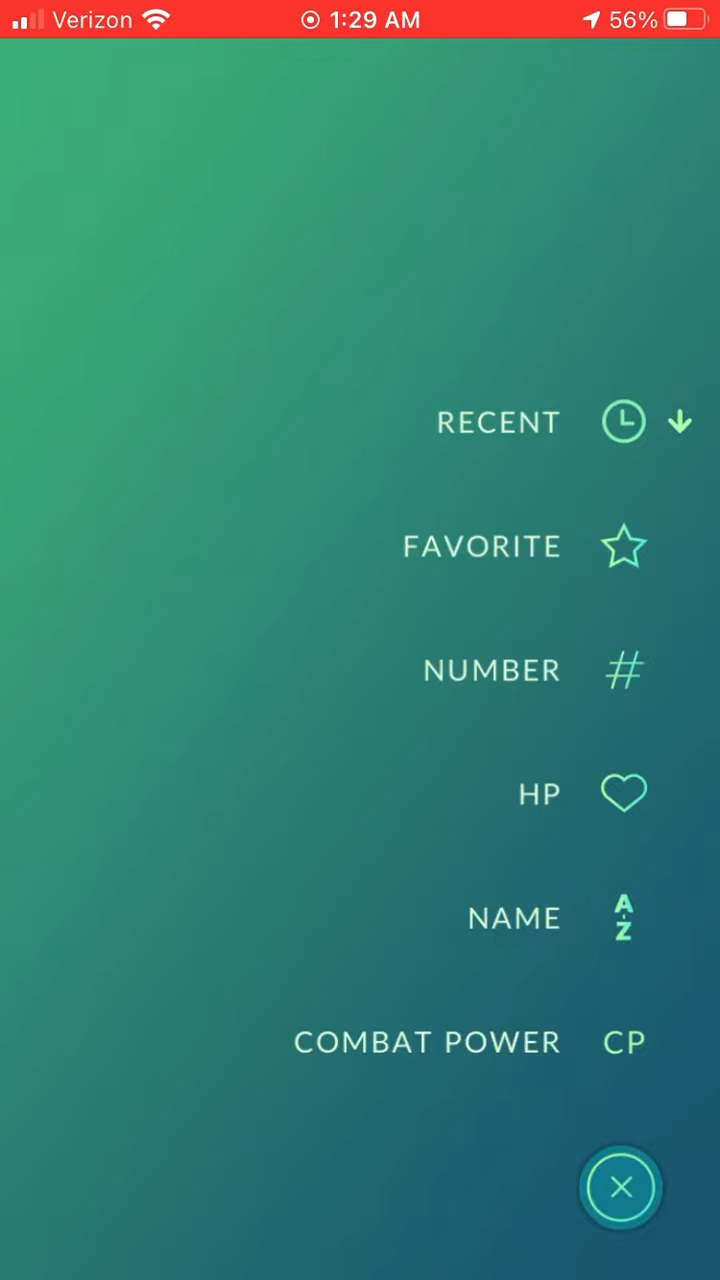 Verizon 1:29 AM 56%
RECENT
FAVORITE
NUMBER #
HP
NAME A-Z
COMBAT POWER CP